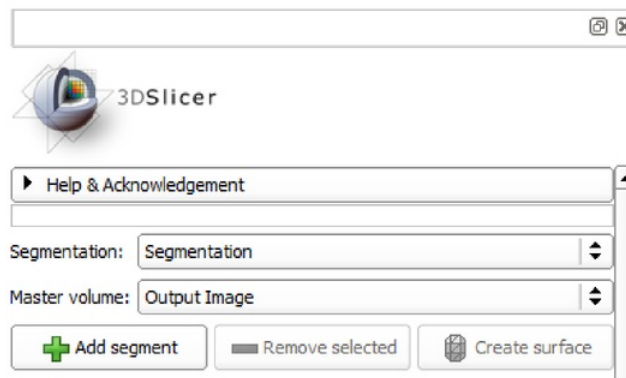 3DSlicer
Help & Acknowledgement
Segmentation: Segmentation
Master volume: Output Image
Add segment Remove selected Create surface